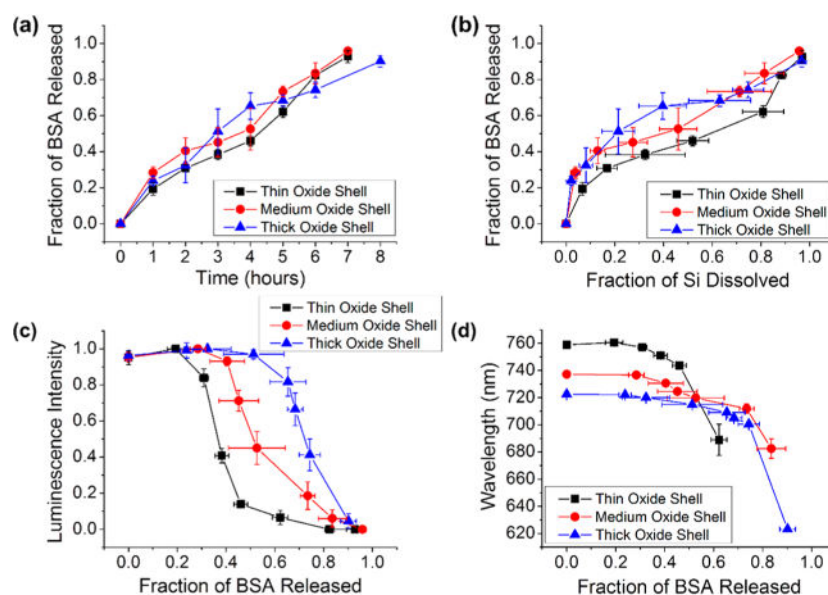 (a)
Fraction of BSA Released
1.0
0.8
0.6
0.4
0.2
0.0
Thin Oxide Shell
Medium Oxide Shell
Thick Oxide Shell
0 1 2 3 4 5 6 7 8
Time (hours)
(b)
Fraction of BSA Released
1.0
0.8
0.6
0.4
0.2
0.0
Thin Oxide Shell
Medium Oxide Shell
Thick Oxide Shell
0.0 0.2 0.4 0.6 0.8 1.0
Fraction of Si Dissolved
(c)
Luminescence Intensity
Thin Oxide Shell
Medium Oxide Shell
Thick Oxide Shell
1.0
0.8
0.6
0.4
0.2
0.0
0.0 0.2 0.4 0.6 0.8 1.0
Fraction of BSA Released
(d)
Wavelength (nm)
760
740
720
700
680
660
640
620
Thin Oxide Shell
Medium Oxide Shell
Thick Oxide Shell
0.0 0.2 0.4 0.6 0.8 1.0
Fraction of BSA Released